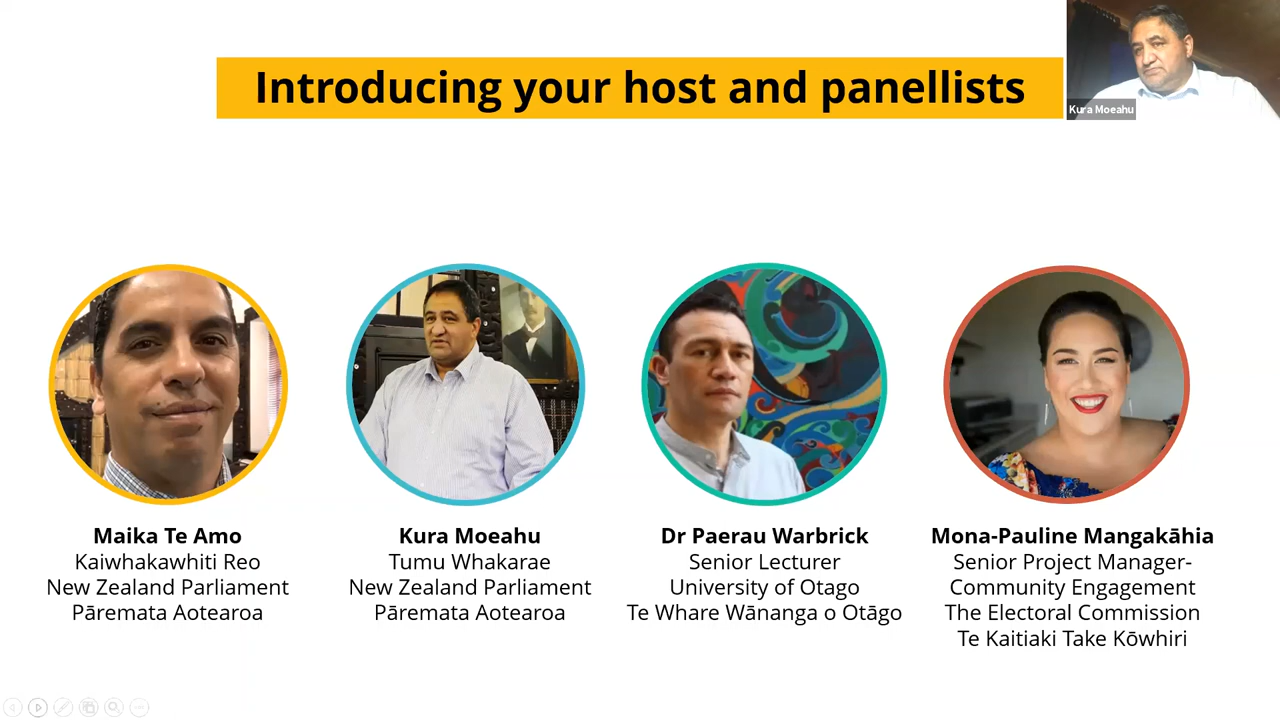 Introducing your host and panellists
Kura Moeahu
Maika Te Amo
Kaiwhakawhiti Reo
New Zealand Parliament
Pāremata Aotearoa
Kura Moeahu
Tumu Whakarae
New Zealand Parliament
Pāremata Aotearoa
Dr Paerau Warbrick
Senior Lecturer
University of Otago
Te Whare Wānanga o Otāgo
Mona-Pauline Mangakāhia
Senior Project Manager-
Community Engagement
The Electoral Commission
Te Kaitiaki Take Kōwhiri